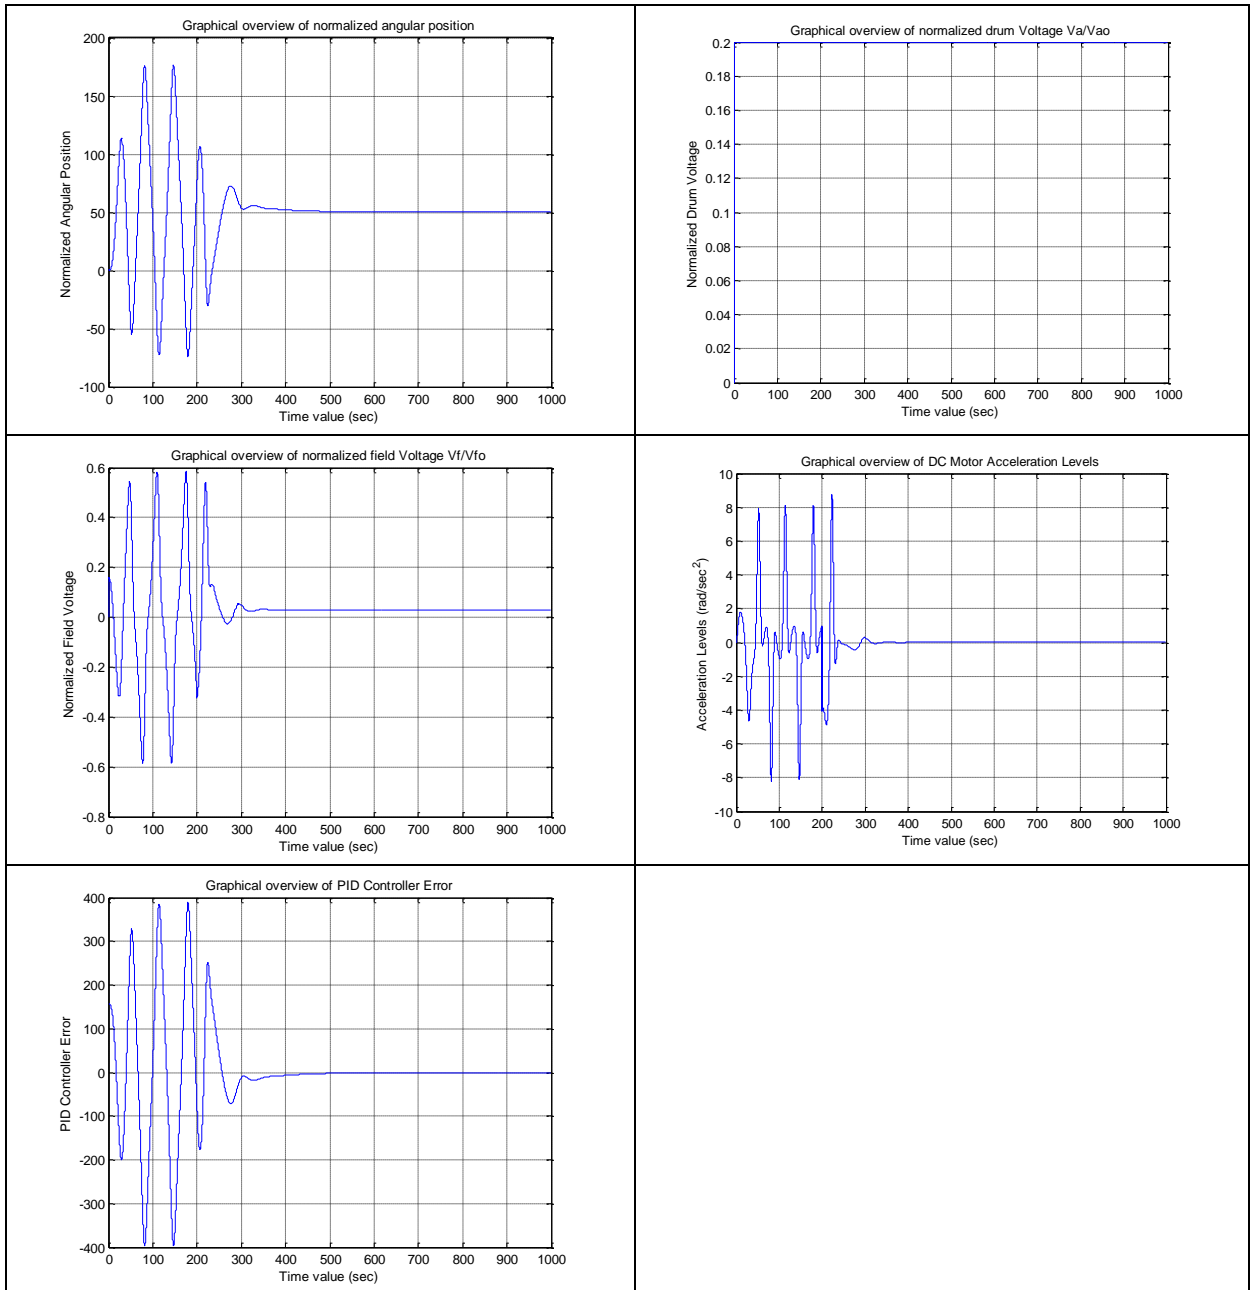 Graphical overview of normalized angular position
200
150
100
50
0
-50
-100
Normalized Angular Position
0 100 200 300 400 500 600 700 800 900 1000
Time value (sec)
Graphical overview of normalized drum Voltage Va/Vao
0.2
0.18
0.16
0.14
0.12
0.1
0.08
0.06
0.04
0.02
0
Normalized Drum Voltage
0 100 200 300 400 500 600 700 800 900 1000
Time value (sec)
Graphical overview of normalized field Voltage Vf/Vfo
0.6
0.4
0.2
0
-0.2
-0.4
-0.6
-0.8
Normalized Field Voltage
0 100 200 300 400 500 600 700 800 900 1000
Time value (sec)
Graphical overview of DC Motor Acceleration Levels
10
8
6
4
2
0
-2
-4
-6
-8
-10
Acceleration Levels (rad/sec²)
0 100 200 300 400 500 600 700 800 900 1000
Time value (sec)
Graphical overview of PID Controller Error
400
300
200
100
0
-100
-200
-300
-400
PID Controller Error
0 100 200 300 400 500 600 700 800 900 1000
Time value (sec)